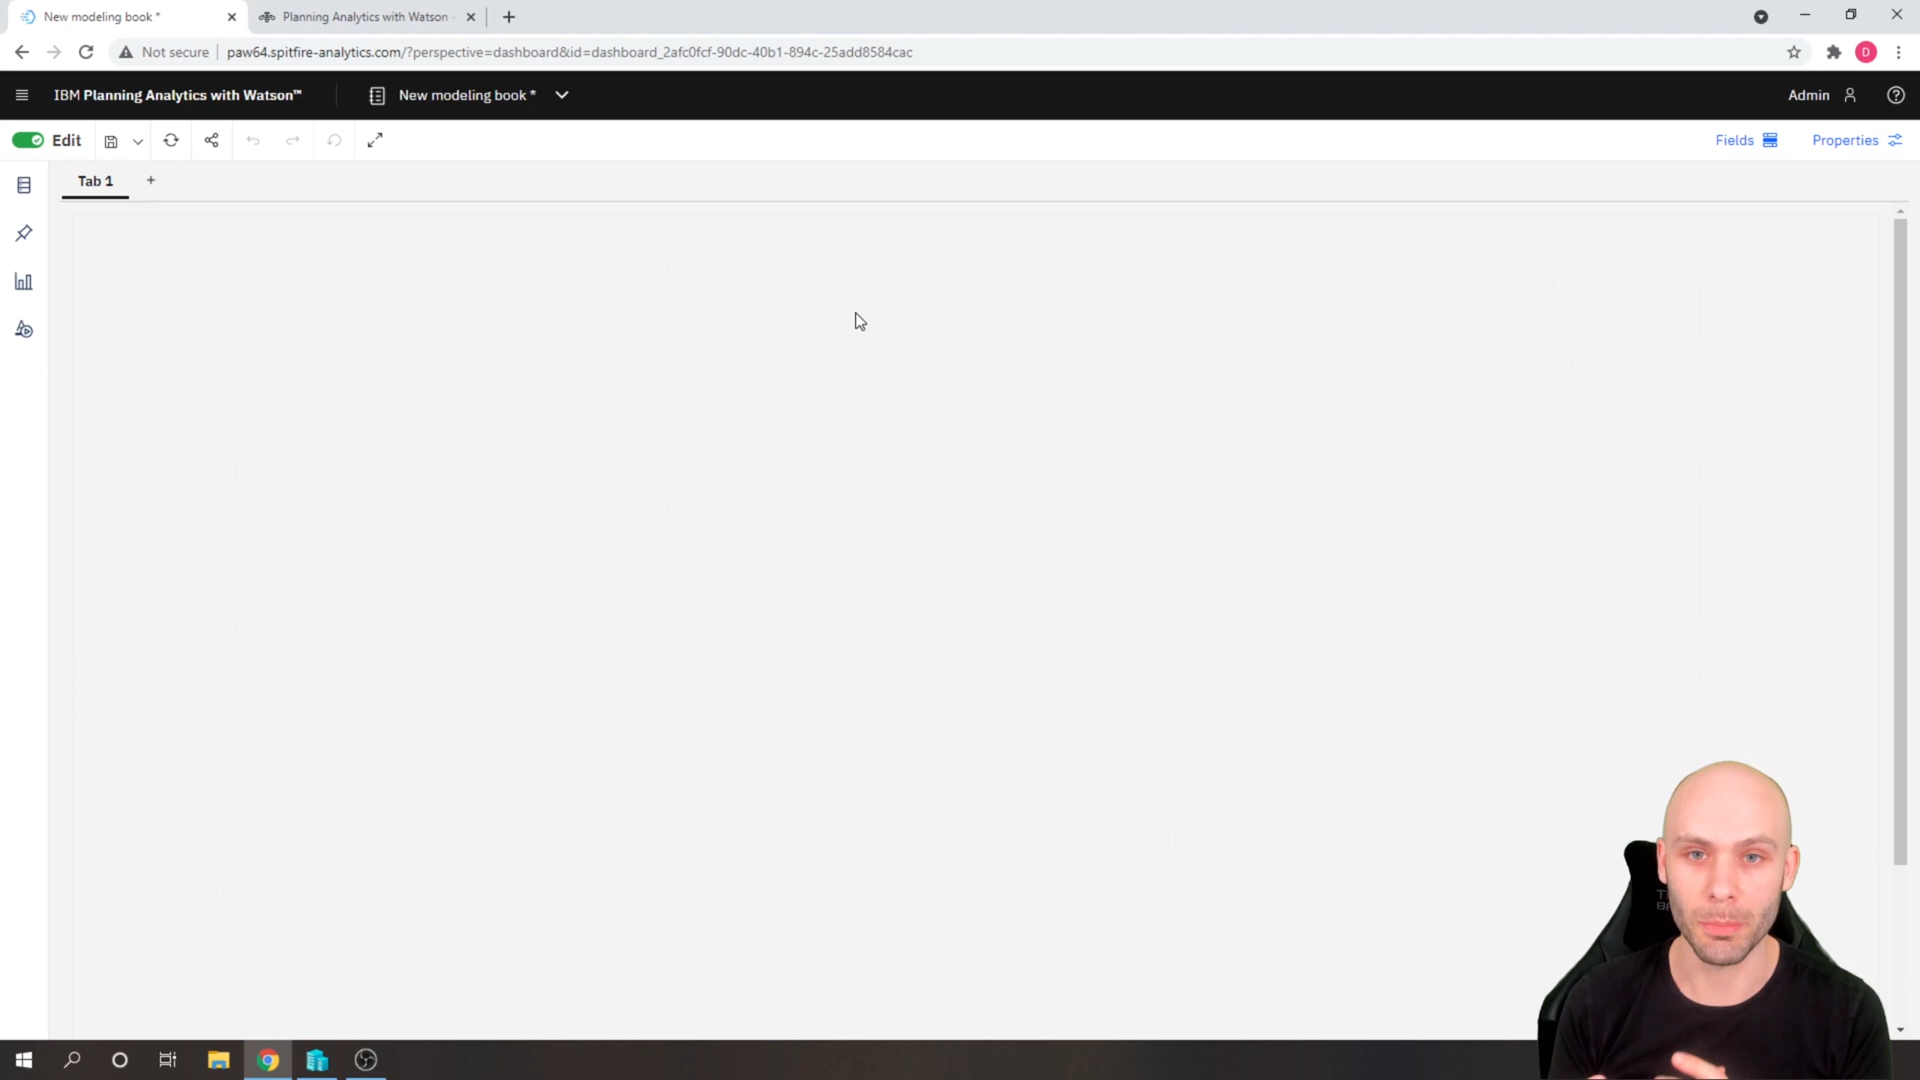 New modeling book *
Planning Analytics with Watson
Not secure
paw64.spitfire-analytics.com/?perspective=dashboard&id=dashboard_2afc0fcf-90dc-40b1-894c-25add8584cac
D
IBM Planning Analytics with Watson™
New modeling book *
Admin
Edit
Fields
Properties
Tab 1